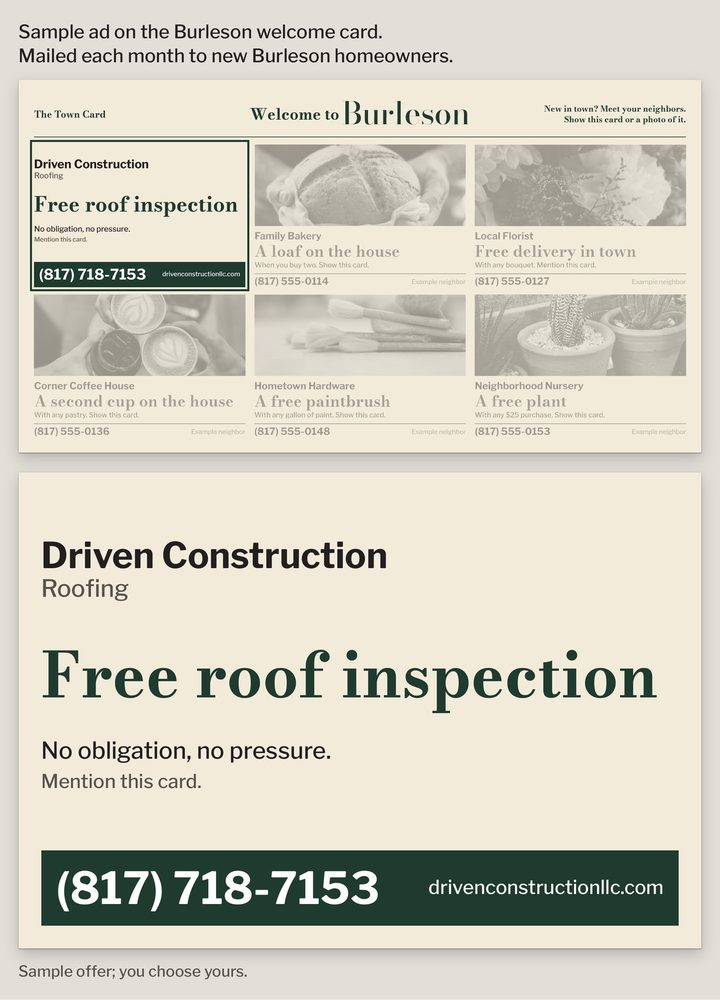 Sample ad on the Burleson welcome card.
Mailed each month to new Burleson homeowners.
The Town Card
Welcome to Burleson
New in town? Meet your neighbors.
Show this card or a photo of it.
Driven Construction
Roofing
Free roof inspection
No obligation, no pressure.
Mention this card.
(817) 718-7153 drivenconstructionllc.com
Family Bakery
A loaf on the house
When you buy two. Show this card.
(817) 555-0114 Example neighbor
Local Florist
Free delivery in town
With any bouquet. Mention this card.
(817) 555-0127 Example neighbor
Corner Coffee House
A second cup on the house
With any pastry. Show this card.
(817) 555-0136 Example neighbor
Hometown Hardware
A free paintbrush
With any gallon of paint. Show this card.
(817) 555-0148 Example neighbor
Neighborhood Nursery
A free plant
With any $25 purchase. Show this card.
(817) 555-0153 Example neighbor
Driven Construction
Roofing
Free roof inspection
No obligation, no pressure.
Mention this card.
(817) 718-7153 drivenconstructionllc.com
Sample offer; you choose yours.